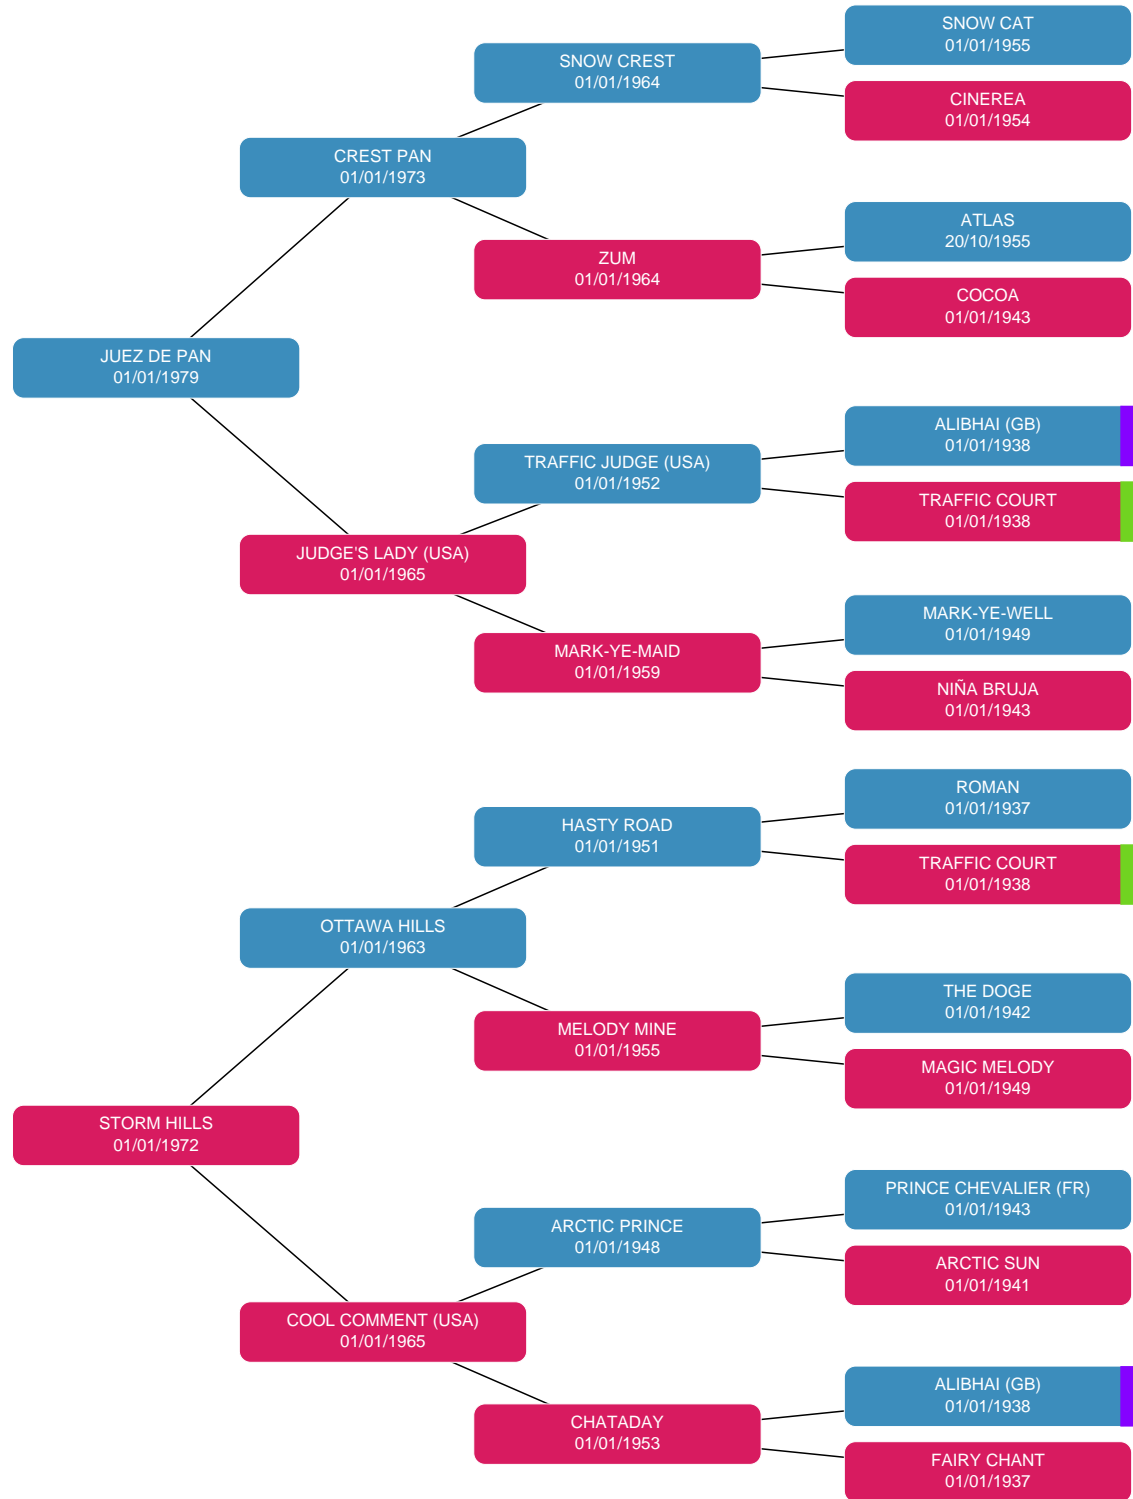 SNOW CAT
01/01/1955
SNOW CREST
01/01/1964
CINEREA
01/01/1954
CREST PAN
01/01/1973
ATLAS
20/10/1955
ZUM
01/01/1964
COCOA
01/01/1943
JUEZ DE PAN
01/01/1979
ALIBHAI (GB)
01/01/1938
TRAFFIC JUDGE (USA)
01/01/1952
TRAFFIC COURT
01/01/1938
JUDGE'S LADY (USA)
01/01/1965
MARK-YE-WELL
01/01/1949
MARK-YE-MAID
01/01/1959
NIÑA BRUJA
01/01/1943
ROMAN
01/01/1937
HASTY ROAD
01/01/1951
TRAFFIC COURT
01/01/1938
OTTAWA HILLS
01/01/1963
THE DOGE
01/01/1942
MELODY MINE
01/01/1955
MAGIC MELODY
01/01/1949
STORM HILLS
01/01/1972
PRINCE CHEVALIER (FR)
01/01/1943
ARCTIC PRINCE
01/01/1948
ARCTIC SUN
01/01/1941
COOL COMMENT (USA)
01/01/1965
ALIBHAI (GB)
01/01/1938
CHATADAY
01/01/1953
FAIRY CHANT
01/01/1937